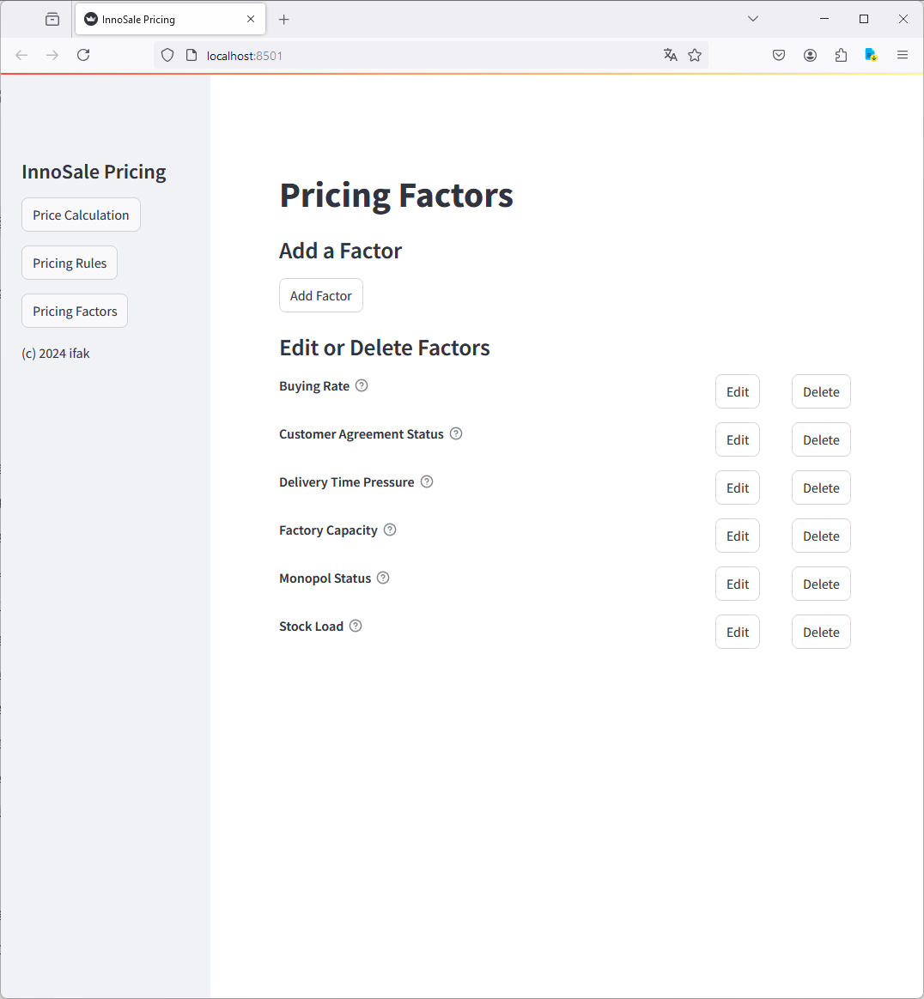 InnoSale Pricing
localhost:8501
InnoSale Pricing
Price Calculation
Pricing Rules
Pricing Factors
(c) 2024 ifak
Pricing Factors
Add a Factor
Add Factor
Edit or Delete Factors
Buying Rate Edit Delete
Customer Agreement Status Edit Delete
Delivery Time Pressure Edit Delete
Factory Capacity Edit Delete
Monopol Status Edit Delete
Stock Load Edit Delete